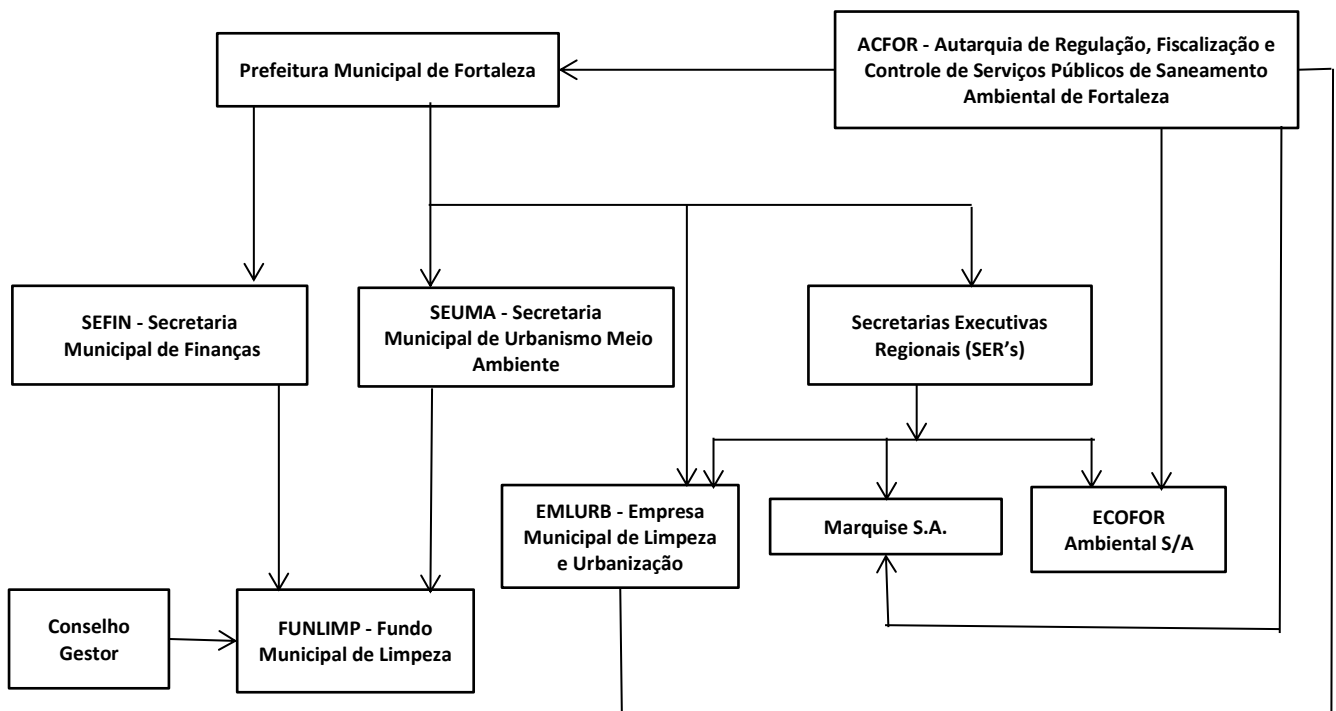 Prefeitura Municipal de Fortaleza
ACFOR - Autarquia de Regulação, Fiscalização e
Controle de Serviços Públicos de Saneamento
Ambiental de Fortaleza
SEFIN - Secretaria
Municipal de Finanças
SEUMA - Secretaria
Municipal de Urbanismo Meio
Ambiente
Secretarias Executivas
Regionais (SER’s)
EMLURB - Empresa
Municipal de Limpeza
e Urbanização
Marquise S.A.
ECOFOR
Ambiental S/A
Conselho
Gestor
FUNLIMP - Fundo
Municipal de Limpeza